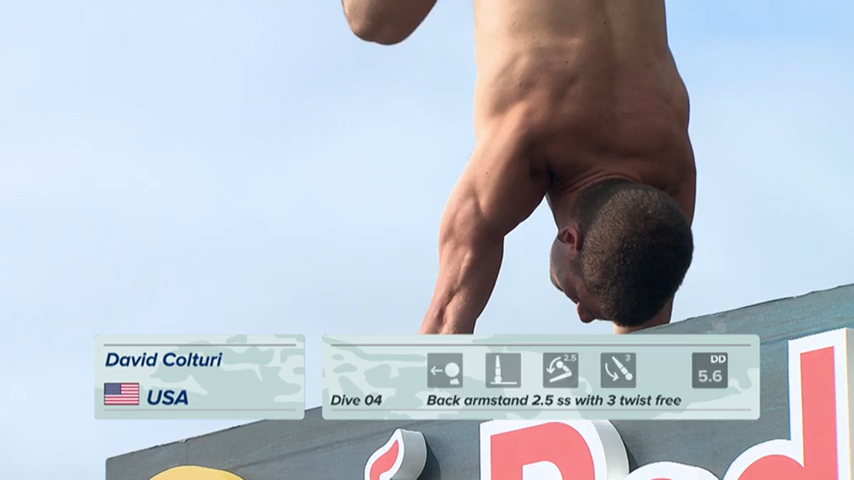 David Colturi
USA
2.5
3
DD
5.6
Dive 04
Back armstand 2.5 ss with 3 twist free
Red